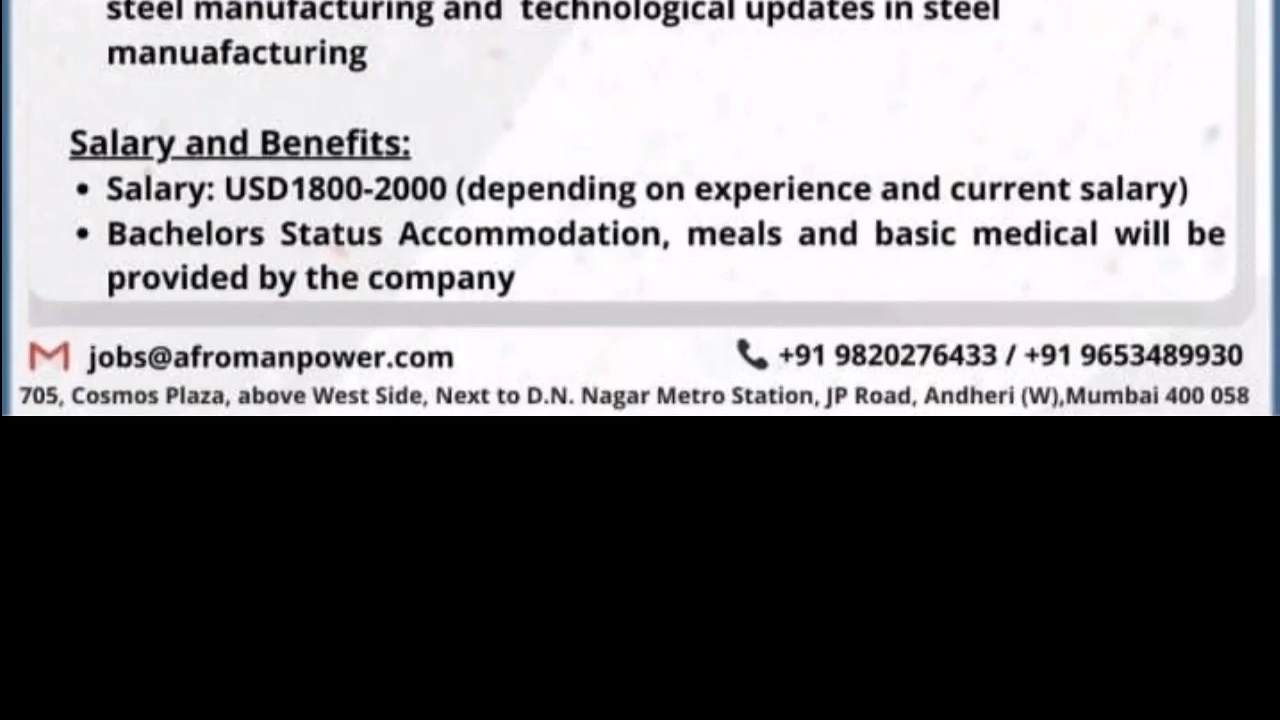 steel manufacturing and technological updates in steel
manuafacturing
Salary and Benefits:
• Salary: USD1800-2000 (depending on experience and current salary)
• Bachelors Status Accommodation, meals and basic medical will be
provided by the company
jobs@afromanpower.com
+91 9820276433 / +91 9653489930
705, Cosmos Plaza, above West Side, Next to D.N. Nagar Metro Station, JP Road, Andheri (W),Mumbai 400 058